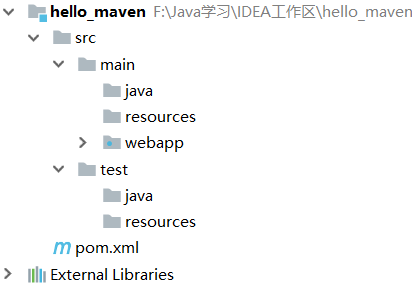 hello_maven F:\Java学习\IDEA工作区\hello_maven
src
main
java
resources
webapp
test
java
resources
m pom.xml
External Libraries